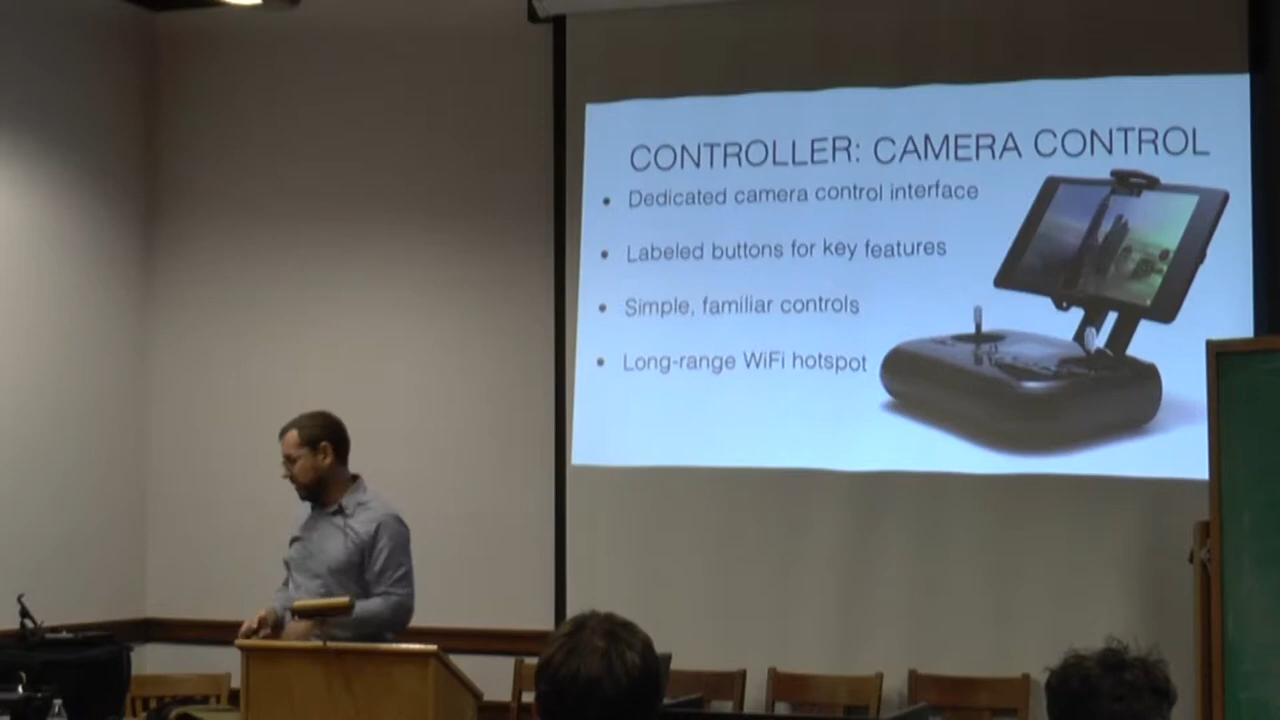 CONTROLLER: CAMERA CONTROL
• Dedicated camera control interface
• Labeled buttons for key features
• Simple, familiar controls
• Long-range WiFi hotspot